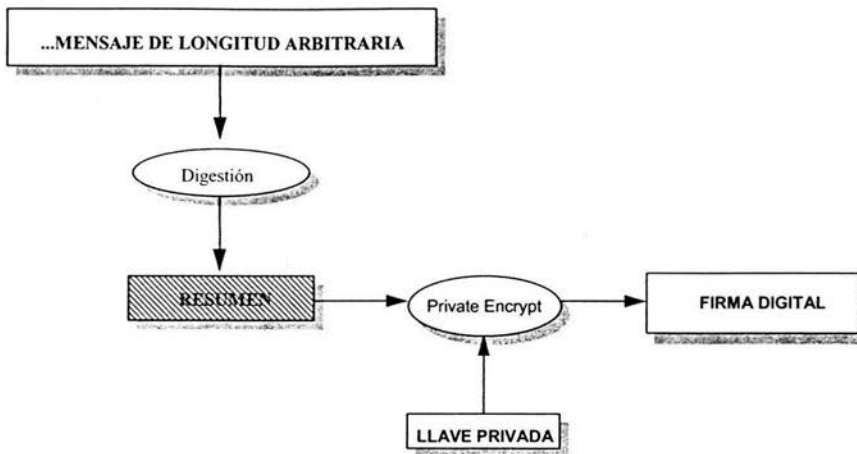 ...MENSAJE DE LONGITUD ARBITRARIA
Digestión
RESUMEN
Private Encrypt
FIRMA DIGITAL
LLAVE PRIVADA